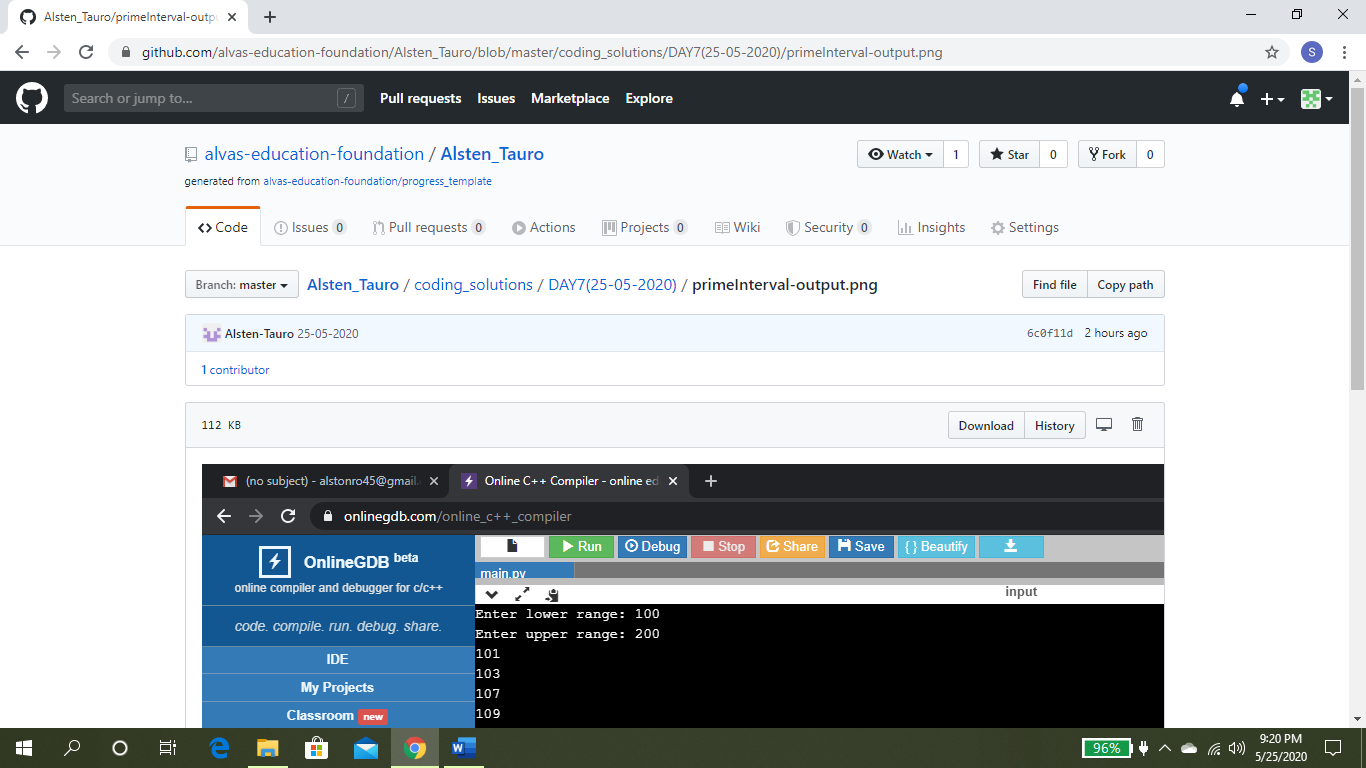 Alsten_Tauro/primeInterval-outpu
github.com/alvas-education-foundation/Alsten_Tauro/blob/master/coding_solutions/DAY7(25-05-2020)/primeInterval-output.png
S
Search or jump to... /
Pull requests Issues Marketplace Explore
alvas-education-foundation / Alsten_Tauro
Watch 1 Star 0 Fork 0
generated from alvas-education-foundation/progress_template
Code Issues 0 Pull requests 0 Actions Projects 0 Wiki Security 0 Insights Settings
Branch: master Alsten_Tauro / coding_solutions / DAY7(25-05-2020) / primeInterval-output.png
Find file Copy path
Alsten-Tauro 25-05-2020 6c0f11d 2 hours ago
1 contributor
112 KB Download History
(no subject) - alstonro45@gmail. Online C++ Compiler - online ed
onlinegdb.com/online_c++_compiler
OnlineGDB beta
online compiler and debugger for c/c++
code. compile. run. debug. share.
IDE
My Projects
Classroom new
Run Debug Stop Share Save { } Beautify
main.py
input
Enter lower range: 100
Enter upper range: 200
101
103
107
109
96%
9:20 PM
5/25/2020